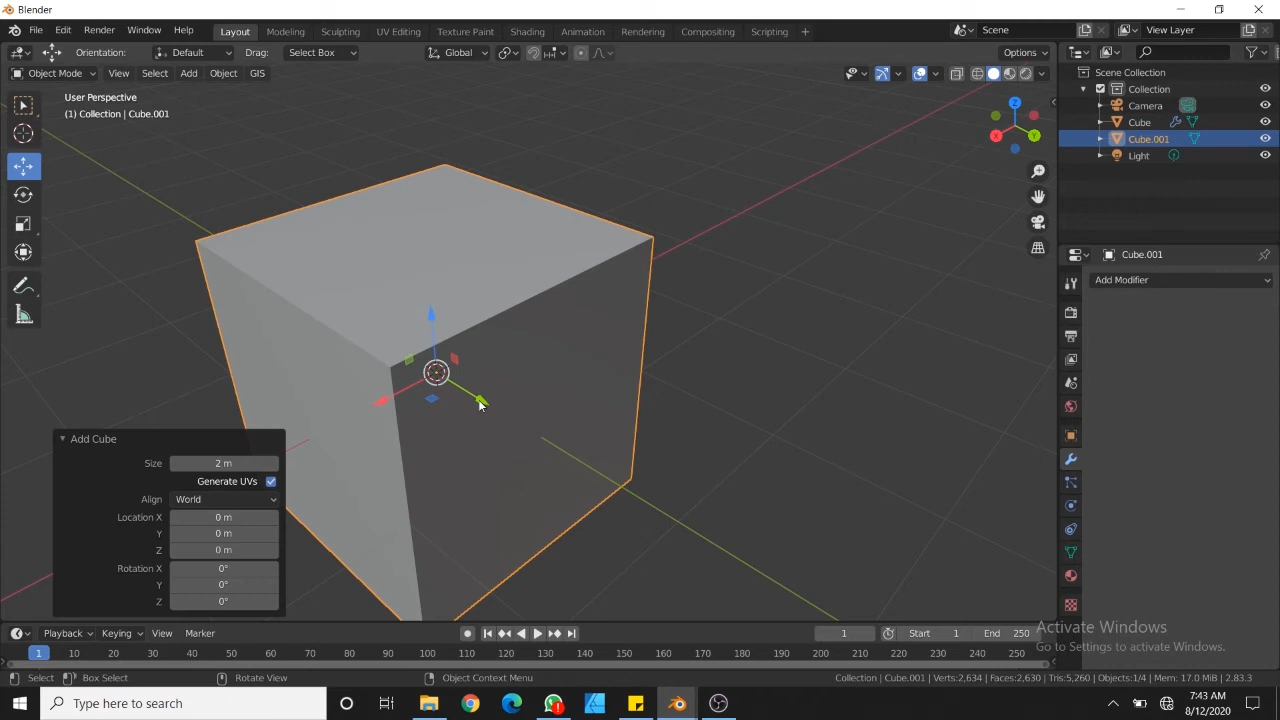 Blender
File Edit Render Window Help Layout Modeling Sculpting UV Editing Texture Paint Shading Animation Rendering Compositing Scripting + Scene View Layer
Orientation: Default Drag: Select Box Global Options
Object Mode View Select Add Object GIS
User Perspective
(1) Collection | Cube.001
Z
X Y
Scene Collection
Collection
Camera
Cube
Cube.001
Light
Cube.001
Add Modifier
Add Cube
Size 2 m
Generate UVs
Align World
Location X 0 m
Y 0 m
Z 0 m
Rotation X 0°
Y 0°
Z 0°
Playback Keying View Marker 1 Start 1 End 250
1 10 20 30 40 50 60 70 80 90 100 110 120 130 140 150 160 170 180 190 200 210 220 230 240 250
Activate Windows
Go to Settings to activate Windows.
Select Box Select Rotate View Object Context Menu Collection | Cube.001 | Verts:2,634 | Faces:2,630 | Tris:5,260 | Objects:1/4 | Mem: 17.0 MiB | 2.83.3
Type here to search
7:43 AM
8/12/2020